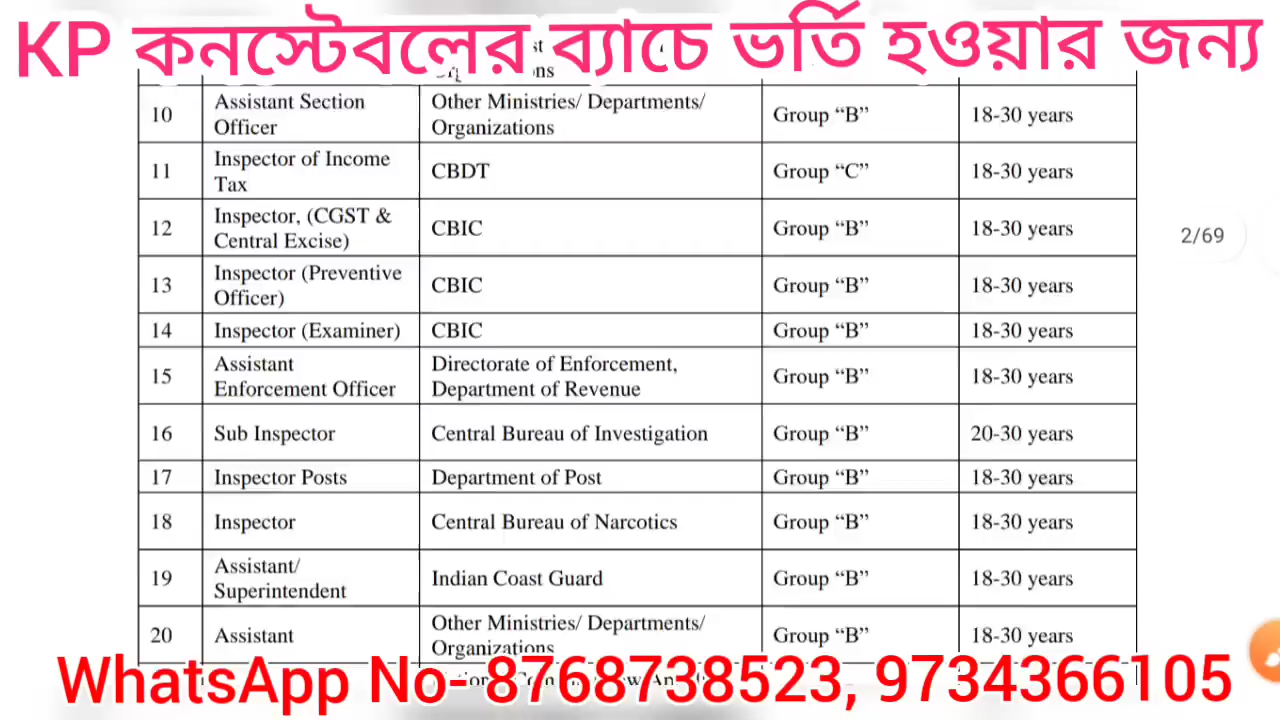 KP কনস্টেবলের ব্যাচে ভর্তি হওয়ার জন্য
10 Assistant Section Officer Other Ministries/ Departments/ Organizations Group “B” 18-30 years
11 Inspector of Income Tax CBDT Group “C” 18-30 years
12 Inspector, (CGST & Central Excise) CBIC Group “B” 18-30 years
13 Inspector (Preventive Officer) CBIC Group “B” 18-30 years
14 Inspector (Examiner) CBIC Group “B” 18-30 years
15 Assistant Enforcement Officer Directorate of Enforcement, Department of Revenue Group “B” 18-30 years
16 Sub Inspector Central Bureau of Investigation Group “B” 20-30 years
17 Inspector Posts Department of Post Group “B” 18-30 years
18 Inspector Central Bureau of Narcotics Group “B” 18-30 years
19 Assistant/ Superintendent Indian Coast Guard Group “B” 18-30 years
20 Assistant Other Ministries/ Departments/ Organizations Group “B” 18-30 years
2/69
WhatsApp No- 8768738523, 9734366105